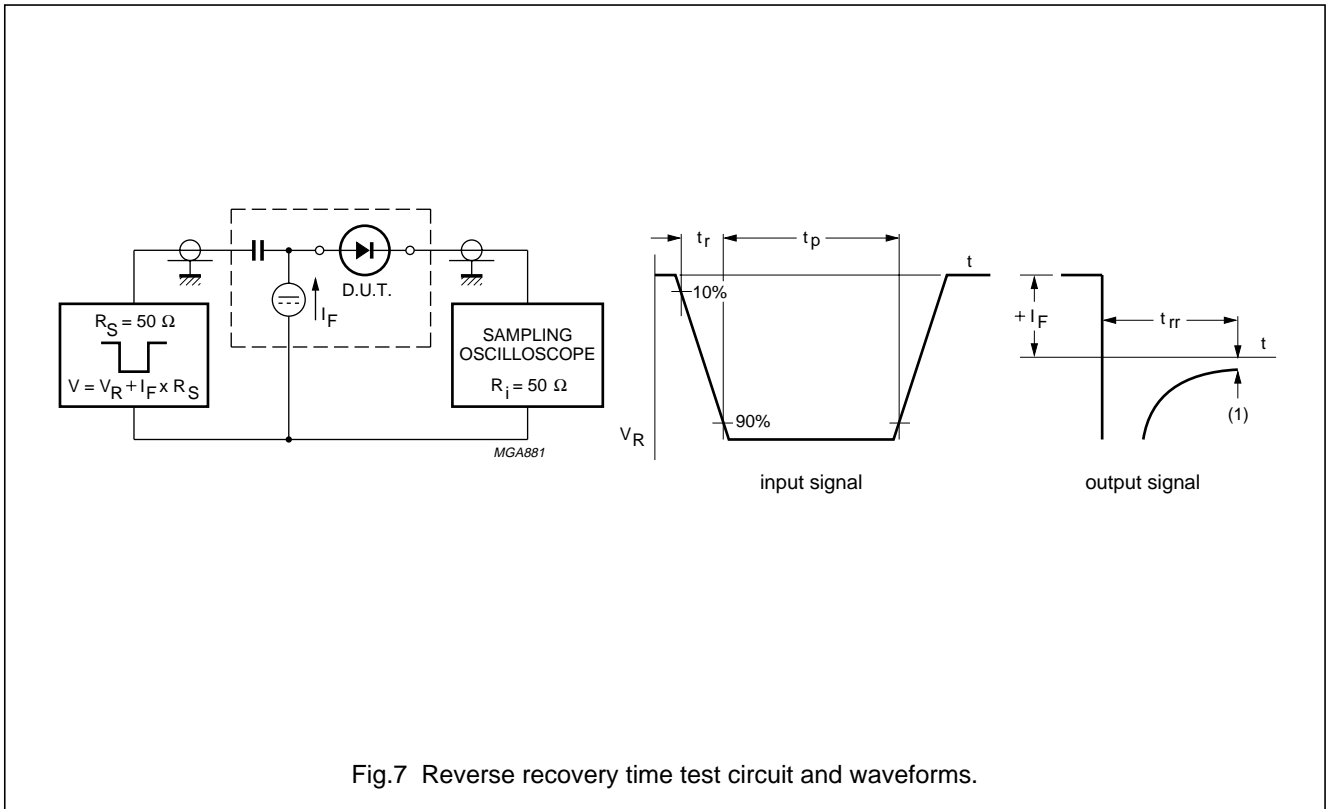 R_S = 50 Ω
V = V_R + I_F x R_S
I_F
D.U.T.
SAMPLING
OSCILLOSCOPE
R_i = 50 Ω
MGA881
t_r
t_p
t
10%
90%
V_R
input signal
+ I_F
t_rr
t
(1)
output signal
Fig.7 Reverse recovery time test circuit and waveforms.